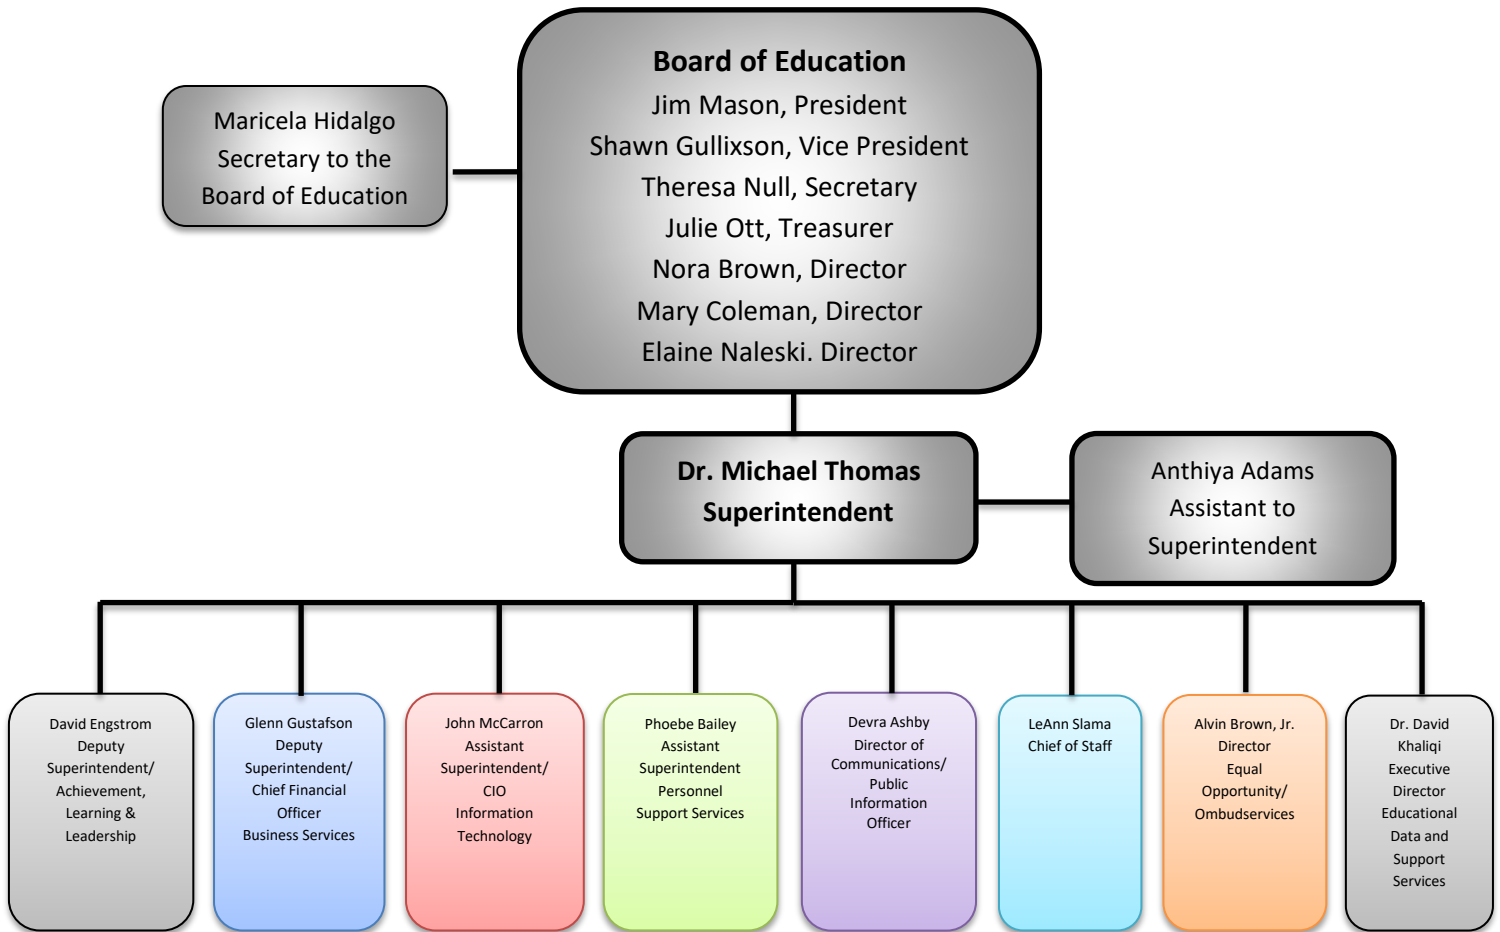 Board of Education
Jim Mason, President
Shawn Gullixson, Vice President
Theresa Null, Secretary
Julie Ott, Treasurer
Nora Brown, Director
Mary Coleman, Director
Elaine Naleski. Director
Maricela Hidalgo
Secretary to the
Board of Education
Dr. Michael Thomas
Superintendent
Anthiya Adams
Assistant to
Superintendent
David Engstrom
Deputy
Superintendent/
Achievement,
Learning &
Leadership
Glenn Gustafson
Deputy
Superintendent/
Chief Financial
Officer
Business Services
John McCarron
Assistant
Superintendent/
CIO
Information
Technology
Phoebe Bailey
Assistant
Superintendent
Personnel
Support Services
Devra Ashby
Director of
Communications/
Public
Information
Officer
LeAnn Slama
Chief of Staff
Alvin Brown, Jr.
Director
Equal
Opportunity/
Ombudservices
Dr. David
Khaliqi
Executive
Director
Educational
Data and
Support
Services